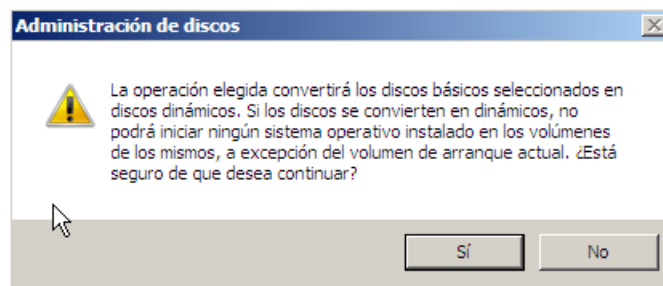 Administración de discos
La operación elegida convertirá los discos básicos seleccionados en
discos dinámicos. Si los discos se convierten en dinámicos, no
podrá iniciar ningún sistema operativo instalado en los volúmenes
de los mismos, a excepción del volumen de arranque actual. ¿Está
seguro de que desea continuar?
Sí
No